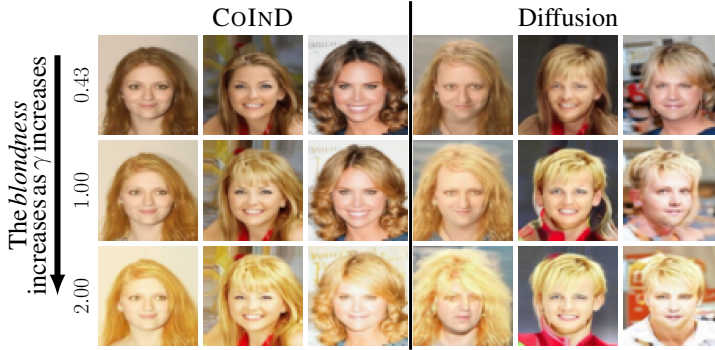 COIND
Diffusion
The blondness
increases as γ increases
0.43
1.00
2.00